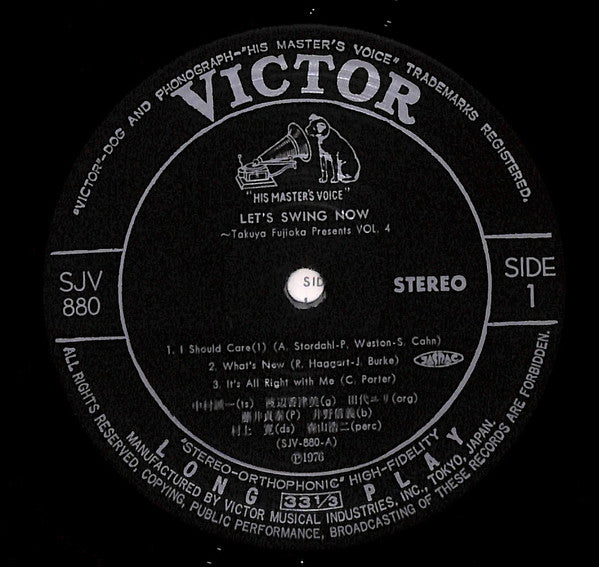 "VICTOR"-DOG AND PHONOGRAPH-"HIS MASTER'S VOICE" TRADEMARKS REGISTERED.
VICTOR
"HIS MASTER'S VOICE"
LET'S SWING NOW
~Takuya Fujioka Presents VOL. 4
SJV
880
SID
STEREO
SIDE
1
1. I Should Care(1) (A. Stordahl-P. Weston-S. Cahn)
2. What's New (R. Haggart-J. Burke)
3. It's All Right with Me (C. Porter)
JASRAC
中村誠一(ts) 渡辺香津美(g) 田代ユリ(org)
藤井貞泰(P) 井野信義(b)
村上 寛(ds) 森山浩二(perc)
(SJV-880-A)
Ⓟ1976
"STEREO-ORTHOPHONIC" HIGH-FIDELITY
LONG 33 1/3 PLAY
MANUFACTURED BY VICTOR MUSICAL INDUSTRIES, INC. TOKYO, JAPAN.
ALL RIGHTS RESERVED, COPYING, PUBLIC PERFORMANCE, BROADCASTING OF THESE RECORDS ARE FORBIDDEN.